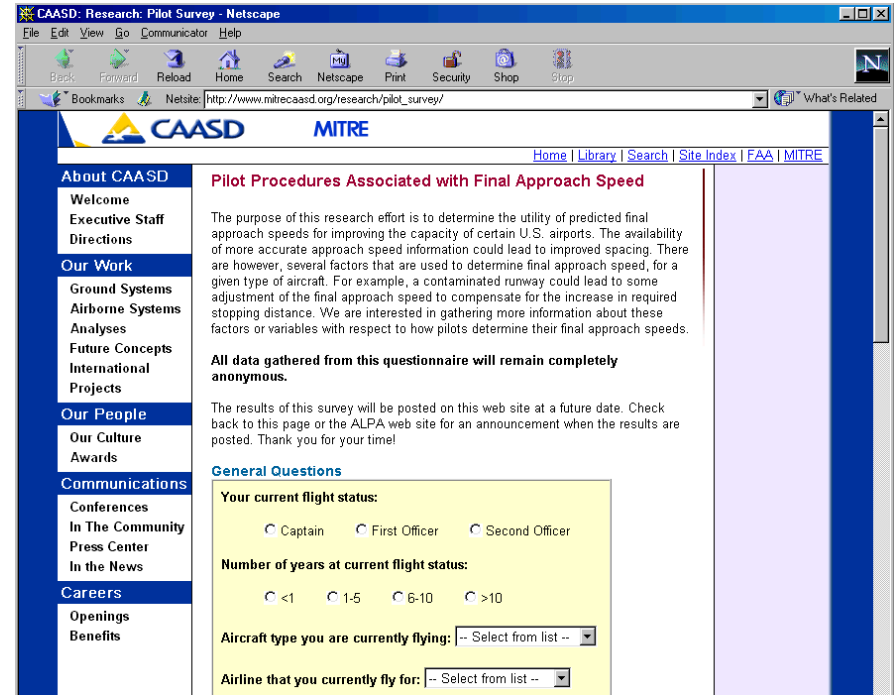 CAASD: Research: Pilot Survey - Netscape
File Edit View Go Communicator Help
Back Forward Reload Home Search Netscape Print Security Shop Stop
My
N
Bookmarks Netsite: http://www.mitrecaasd.org/research/pilot_survey/ What's Related
CAASD MITRE
Home | Library | Search | Site Index | FAA | MITRE
About CAASD
Welcome
Executive Staff
Directions
Our Work
Ground Systems
Airborne Systems
Analyses
Future Concepts
International
Projects
Our People
Our Culture
Awards
Communications
Conferences
In The Community
Press Center
In the News
Careers
Openings
Benefits
Pilot Procedures Associated with Final Approach Speed
The purpose of this research effort is to determine the utility of predicted final
approach speeds for improving the capacity of certain U.S. airports. The availability
of more accurate approach speed information could lead to improved spacing. There
are however, several factors that are used to determine final approach speed, for a
given type of aircraft. For example, a contaminated runway could lead to some
adjustment of the final approach speed to compensate for the increase in required
stopping distance. We are interested in gathering more information about these
factors or variables with respect to how pilots determine their final approach speeds.
All data gathered from this questionnaire will remain completely
anonymous.
The results of this survey will be posted on this web site at a future date. Check
back to this page or the ALPA web site for an announcement when the results are
posted. Thank you for your time!
General Questions
Your current flight status:
Captain First Officer Second Officer
Number of years at current flight status:
<1 1-5 6-10 >10
Aircraft type you are currently flying: -- Select from list --
Airline that you currently fly for: -- Select from list --